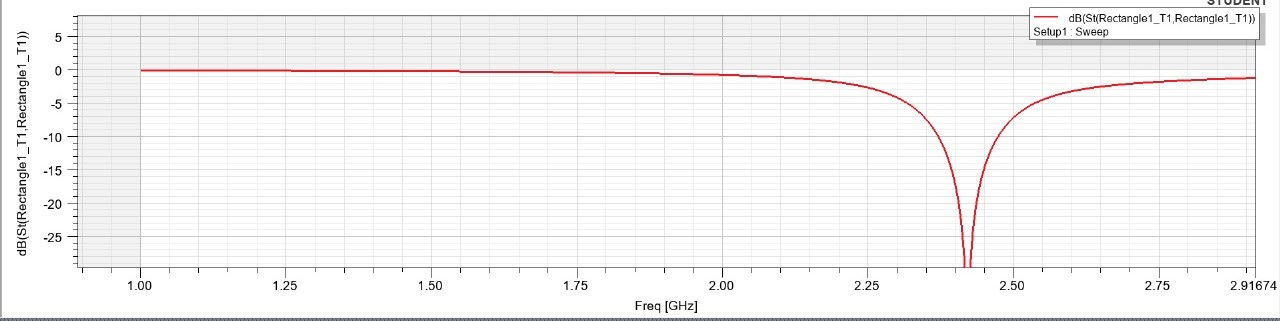 STUDENT
dB(St(Rectangle1_T1,Rectangle1_T1))
Setup1 : Sweep
dB(St(Rectangle1_T1,Rectangle1_T1))
5
0
-5
-10
-15
-20
-25
1.00 1.25 1.50 1.75 2.00 2.25 2.50 2.75 2.91674
Freq [GHz]